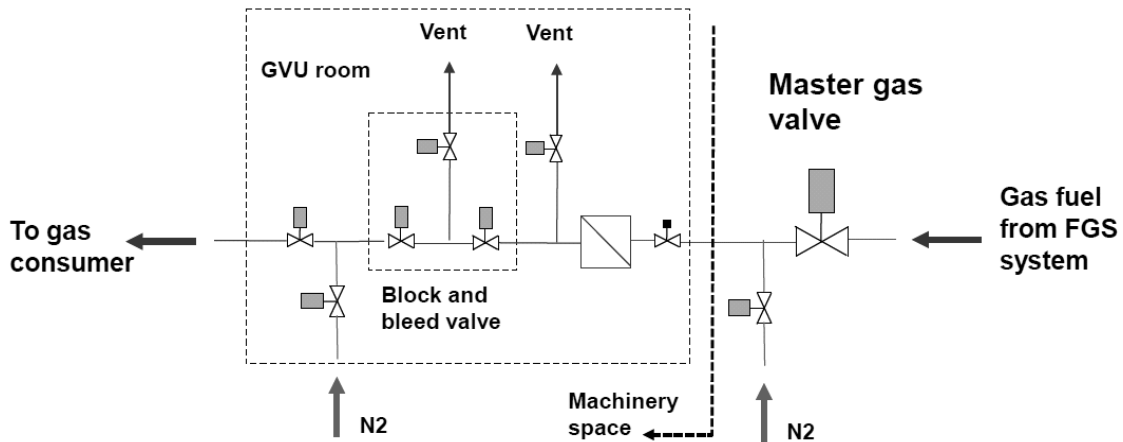 Vent
Vent
GVU room
Master gas
valve
To gas
consumer
Gas fuel
from FGS
system
Block and
bleed valve
Machinery
space
N2
N2